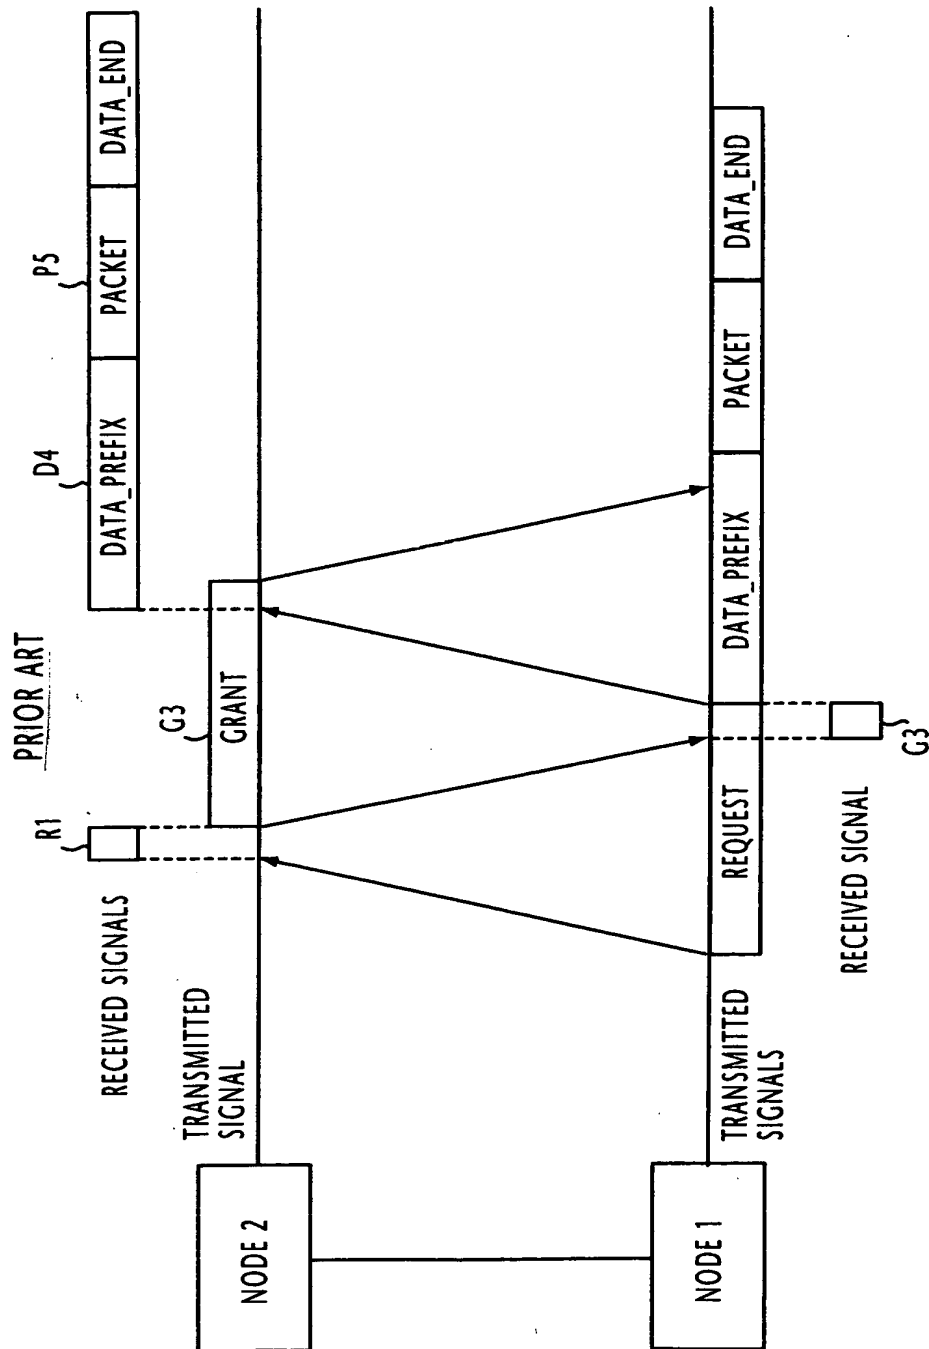 PRIOR ART
R1
G3
D4
P5
RECEIVED SIGNALS
DATA_PREFIX
PACKET
DATA_END
TRANSMITTED
SIGNAL
GRANT
NODE 2
NODE 1
TRANSMITTED
SIGNALS
REQUEST
DATA_PREFIX
PACKET
DATA_END
RECEIVED SIGNAL
G3